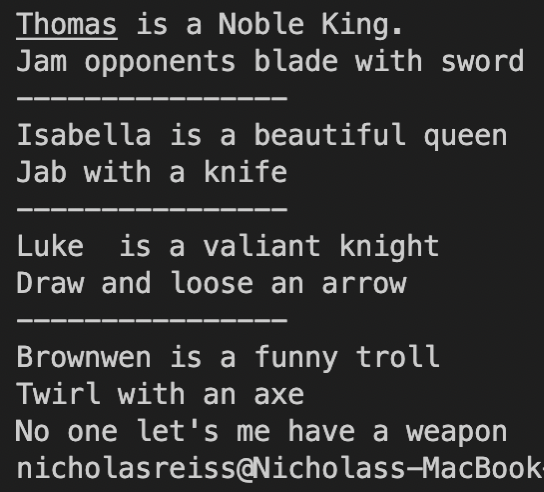 Thomas is a Noble King.
Jam opponents blade with sword
----------------
Isabella is a beautiful queen
Jab with a knife
----------------
Luke  is a valiant knight
Draw and loose an arrow
----------------
Brownwen is a funny troll
Twirl with an axe
No one let's me have a weapon
nicholasreiss@Nicholass-MacBook-